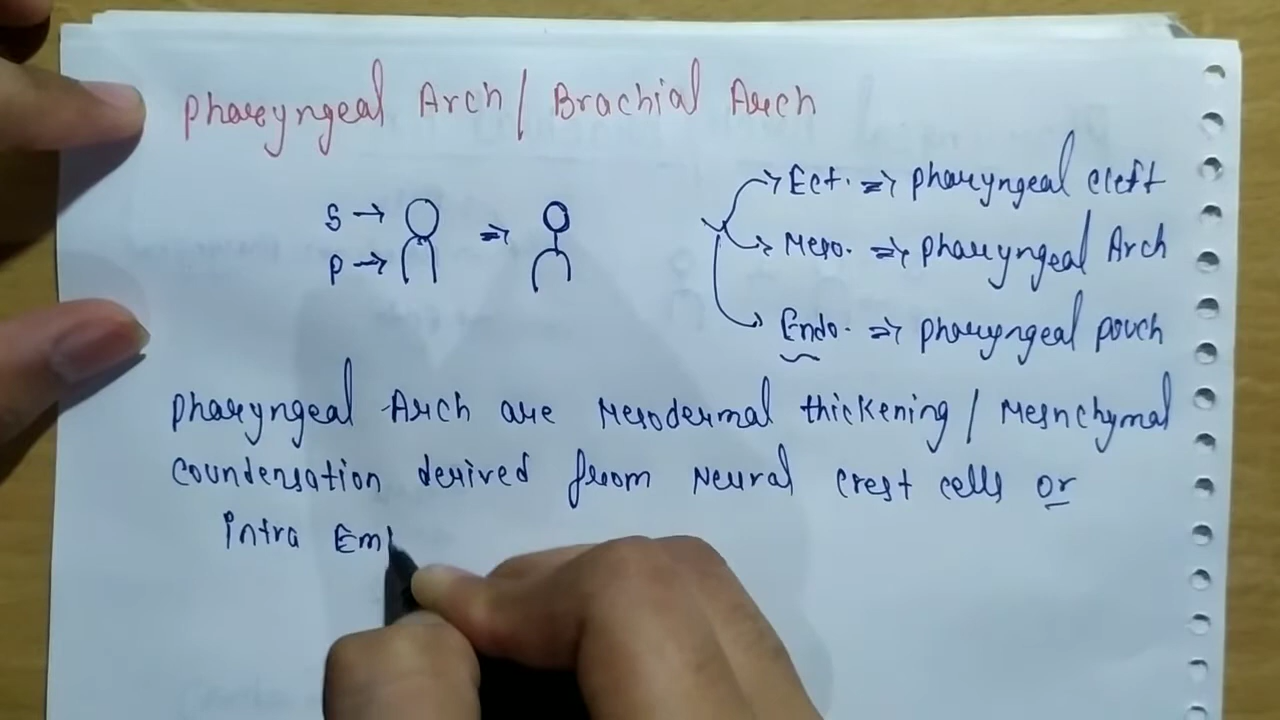 Pharyngeal Arch / Brachial Arch
S → ⇒
P →
→ Ect. ⇒ pharyngeal cleft
→ Meso. ⇒ pharyngeal Arch
→ Endo. ⇒ pharyngeal pouch
pharyngeal Arch are Mesodermal thickening / Mesnchymal
coundensation derived from Neural crest cells or
Intra Em